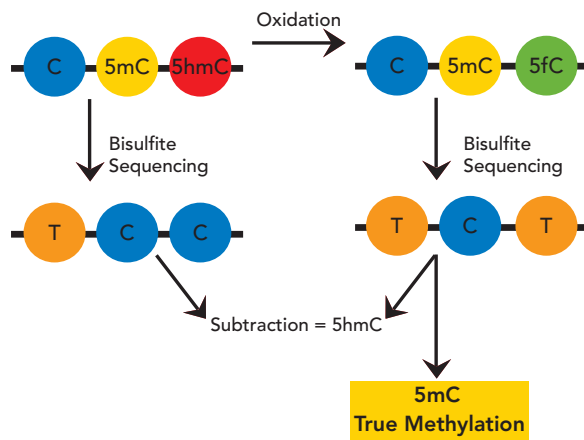 Oxidation
C 5mC 5hmC
C 5mC 5fC
Bisulfite
Sequencing
Bisulfite
Sequencing
T C C
T C T
Subtraction = 5hmC
5mC
True Methylation